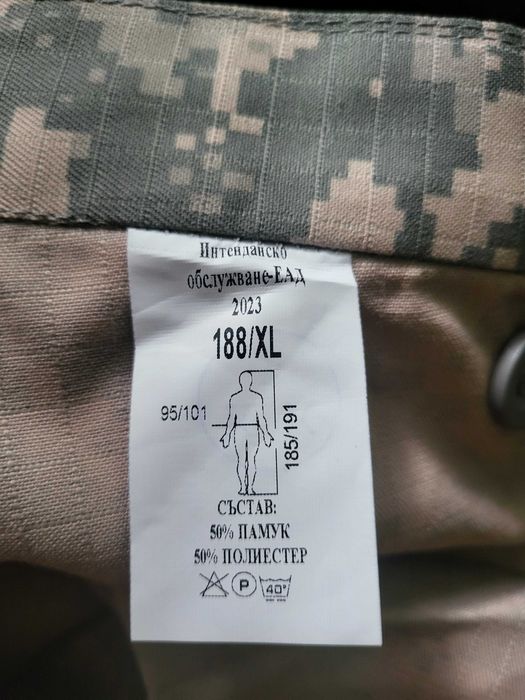 Интендантско
обслужване-ЕАД
2023
188/XL
95/101
185/191
СЪСТАВ:
50% ПАМУК
50% ПОЛИЕСТЕР
P
40°